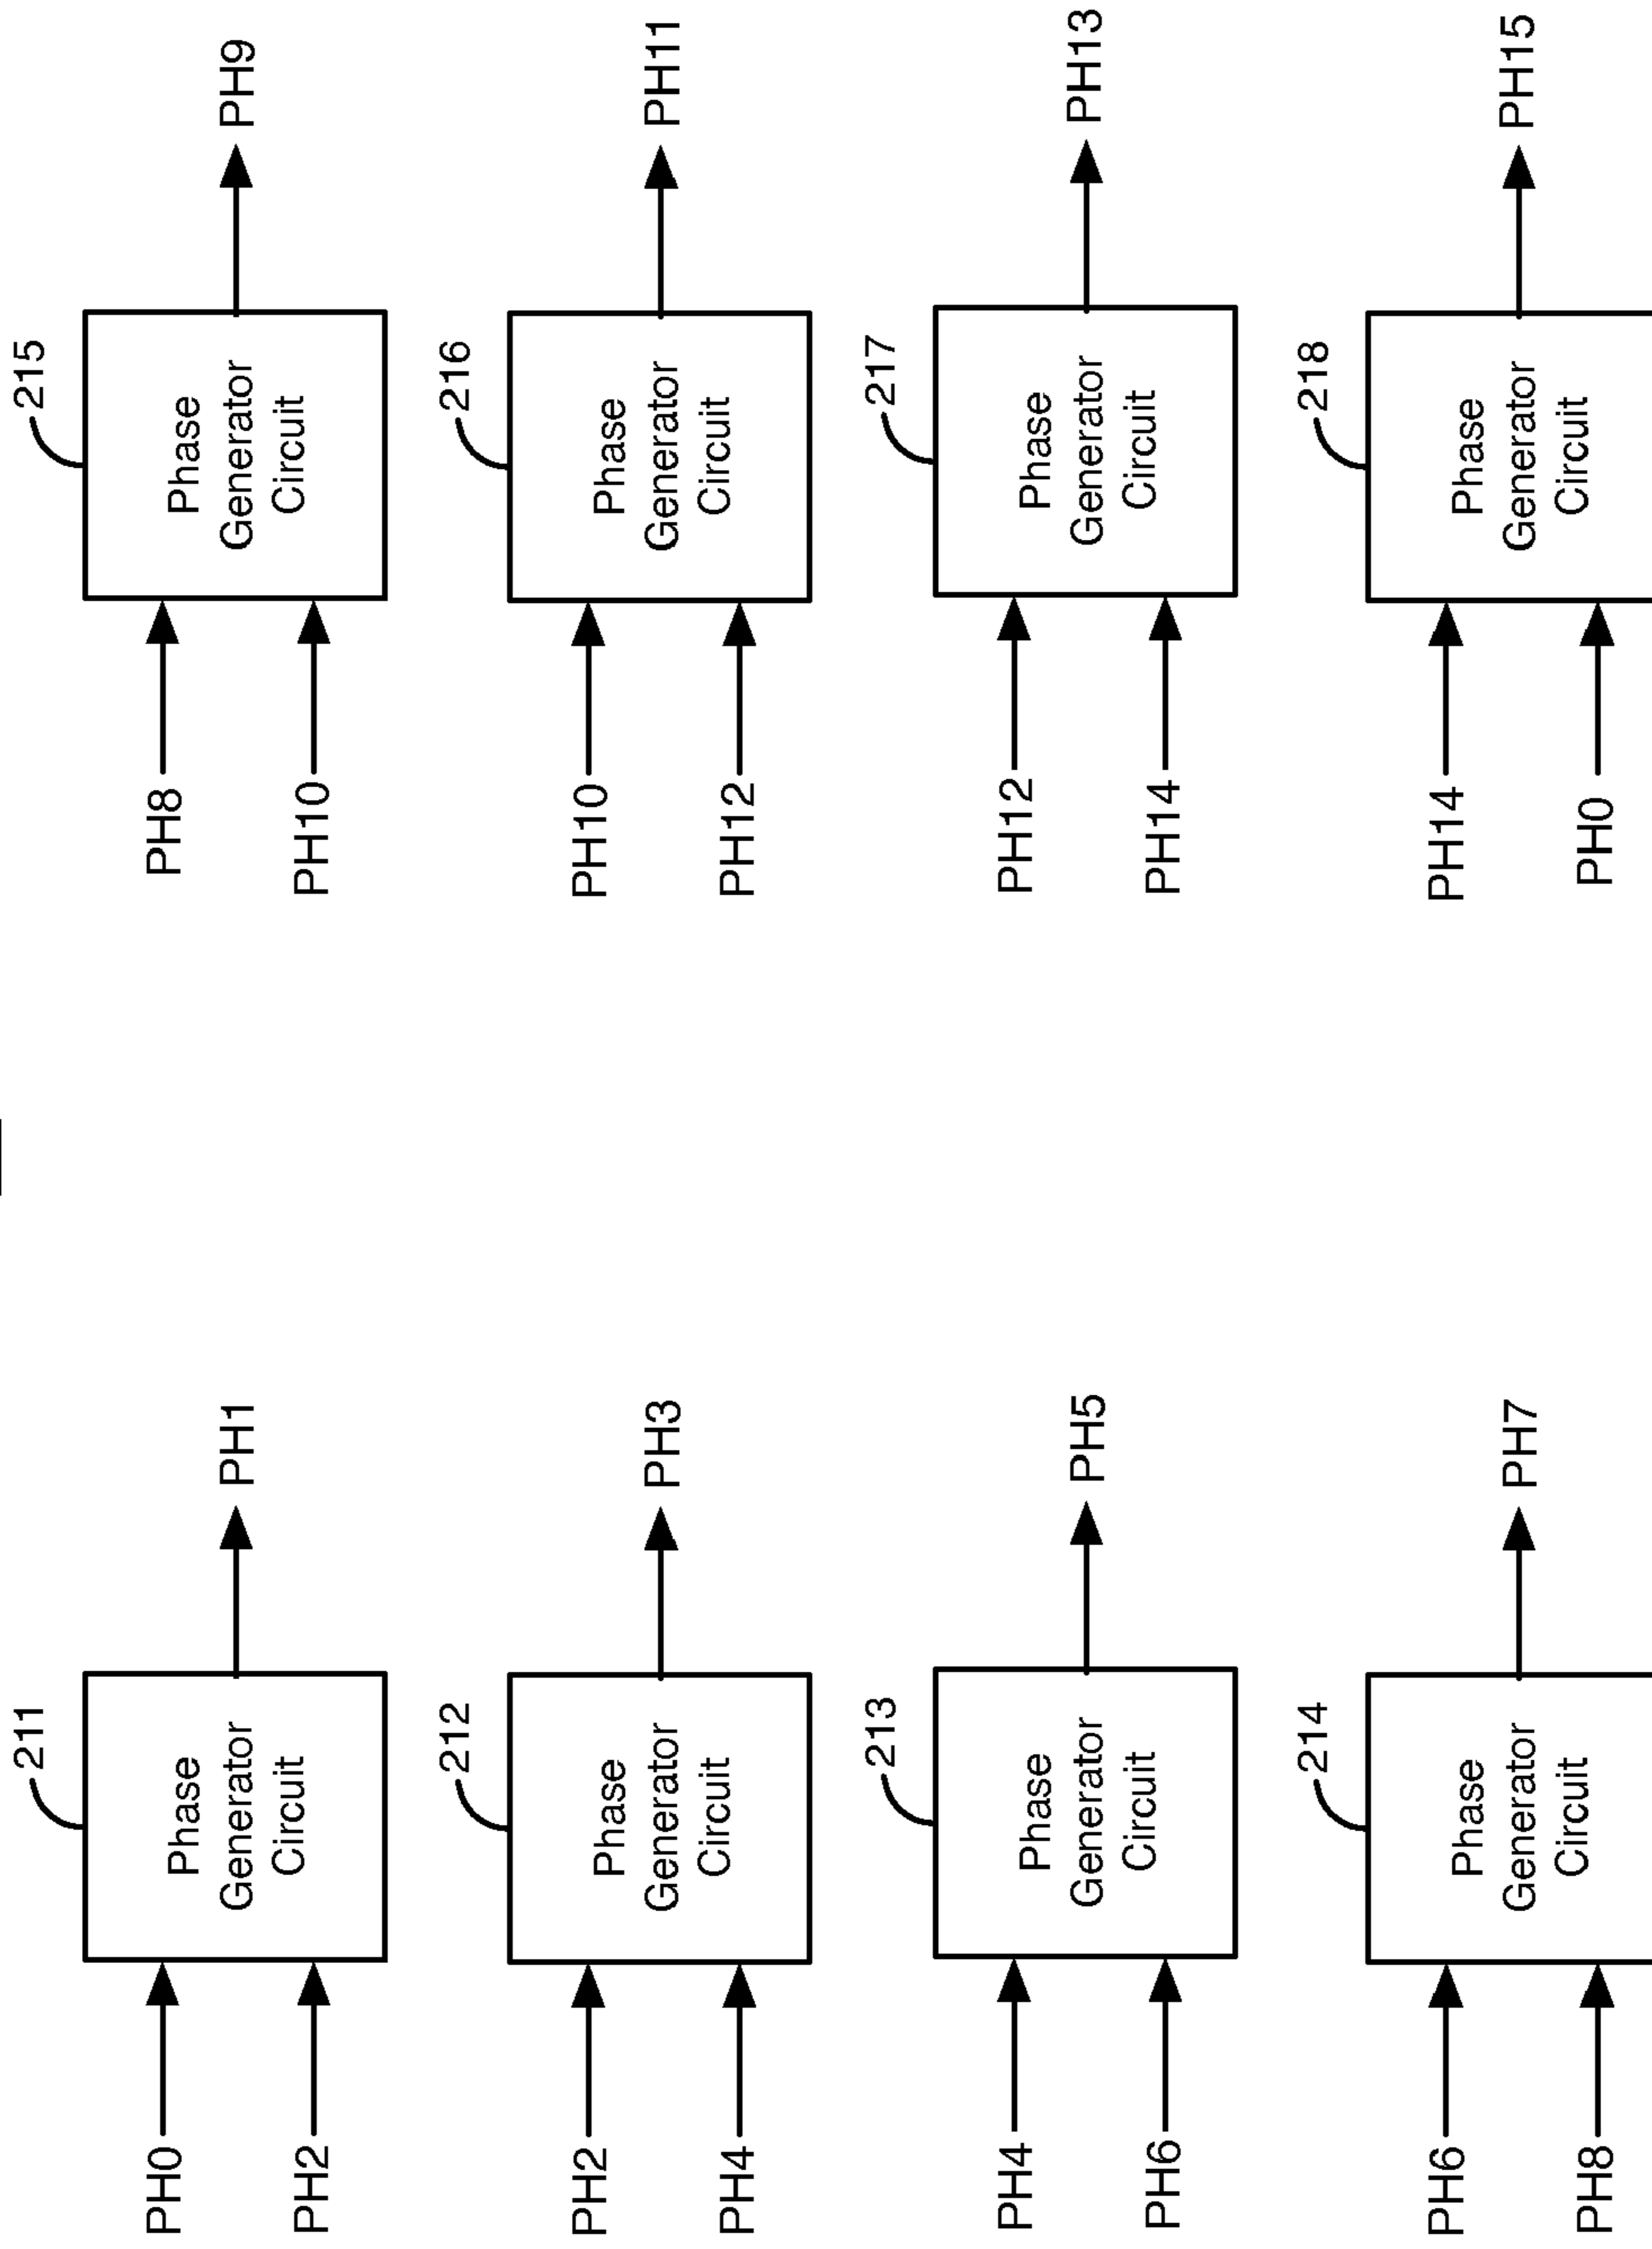 211
PH0
PH2
Phase
Generator
Circuit
PH1
212
PH2
PH4
Phase
Generator
Circuit
PH3
213
PH4
PH6
Phase
Generator
Circuit
PH5
214
PH6
PH8
Phase
Generator
Circuit
PH7
215
PH8
PH10
Phase
Generator
Circuit
PH9
216
PH10
PH12
Phase
Generator
Circuit
PH11
217
PH12
PH14
Phase
Generator
Circuit
PH13
218
PH14
PH0
Phase
Generator
Circuit
PH15